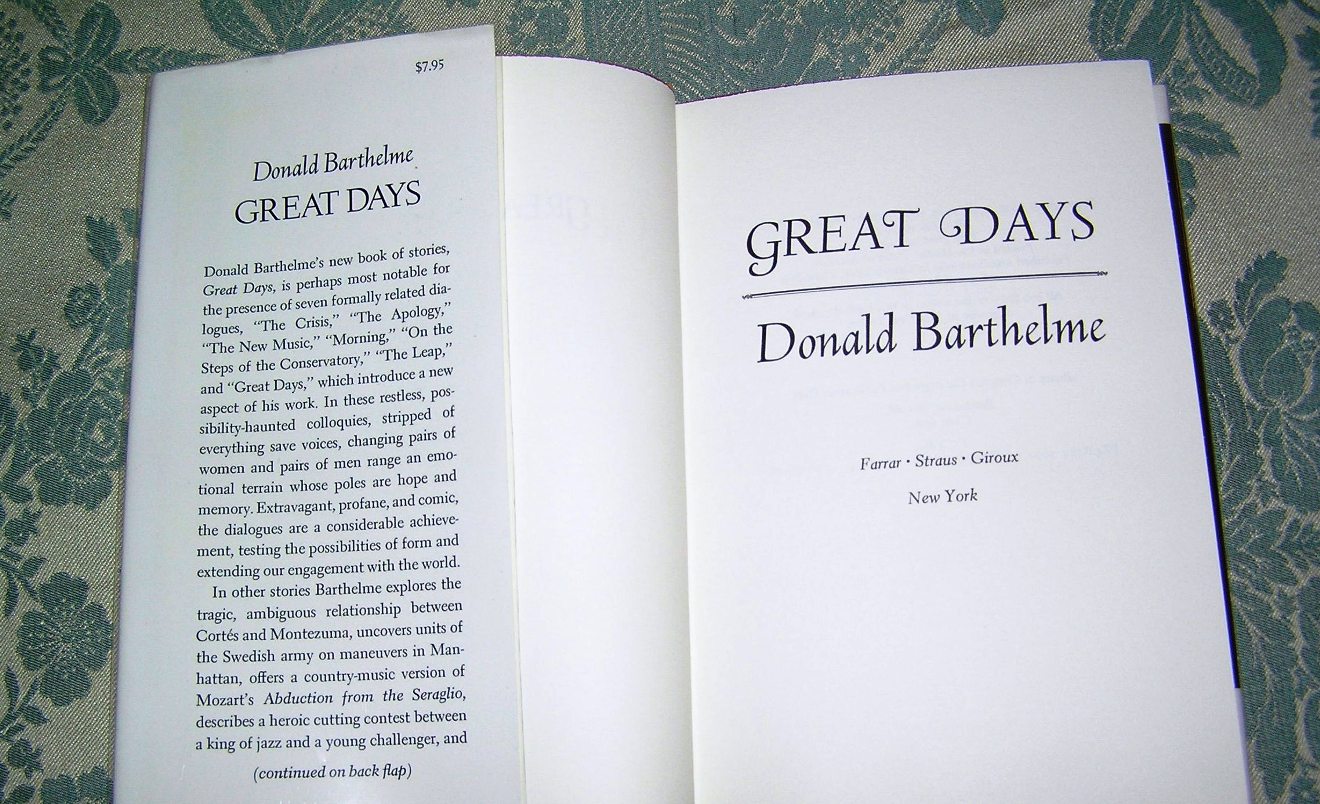 $7.95
Donald Barthelme
GREAT DAYS
Donald Barthelme's new book of stories,
Great Days, is perhaps most notable for
the presence of seven formally related dia-
logues, “The Crisis,” “The Apology,”
“The New Music,” “Morning,” “On the
Steps of the Conservatory,” “The Leap,”
and “Great Days,” which introduce a new
aspect of his work. In these restless, pos-
sibility-haunted colloquies, stripped of
everything save voices, changing pairs of
women and pairs of men range an emo-
tional terrain whose poles are hope and
memory. Extravagant, profane, and comic,
the dialogues are a considerable achieve-
ment, testing the possibilities of form and
extending our engagement with the world.
In other stories Barthelme explores the
tragic, ambiguous relationship between
Cortés and Montezuma, uncovers units of
the Swedish army on maneuvers in Man-
hattan, offers a country-music version of
Mozart's Abduction from the Seraglio,
describes a heroic cutting contest between
a king of jazz and a young challenger, and
(continued on back flap)
GREAT DAYS
Donald Barthelme
Farrar · Straus · Giroux
New York